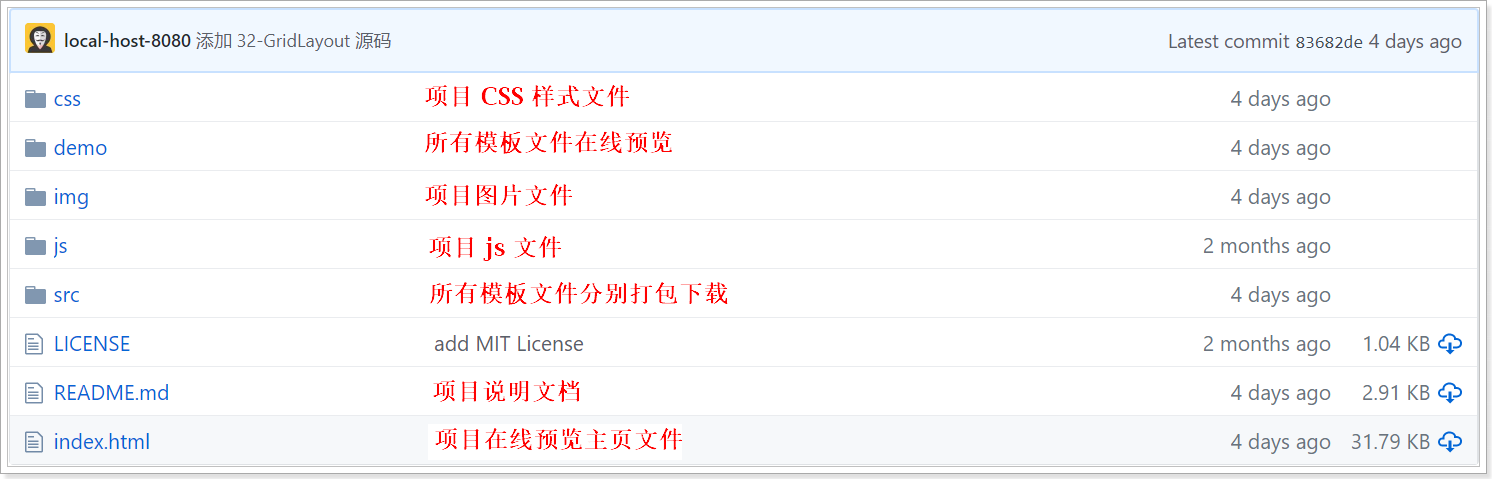 local-host-8080 添加 32-GridLayout 源码 Latest commit 83682de 4 days ago
css 项目 CSS 样式文件 4 days ago
demo 所有模板文件在线预览 4 days ago
img 项目图片文件 4 days ago
js 项目 js 文件 2 months ago
src 所有模板文件分别打包下载 4 days ago
LICENSE add MIT License 2 months ago 1.04 KB
README.md 项目说明文档 4 days ago 2.91 KB
index.html 项目在线预览主页文件 4 days ago 31.79 KB